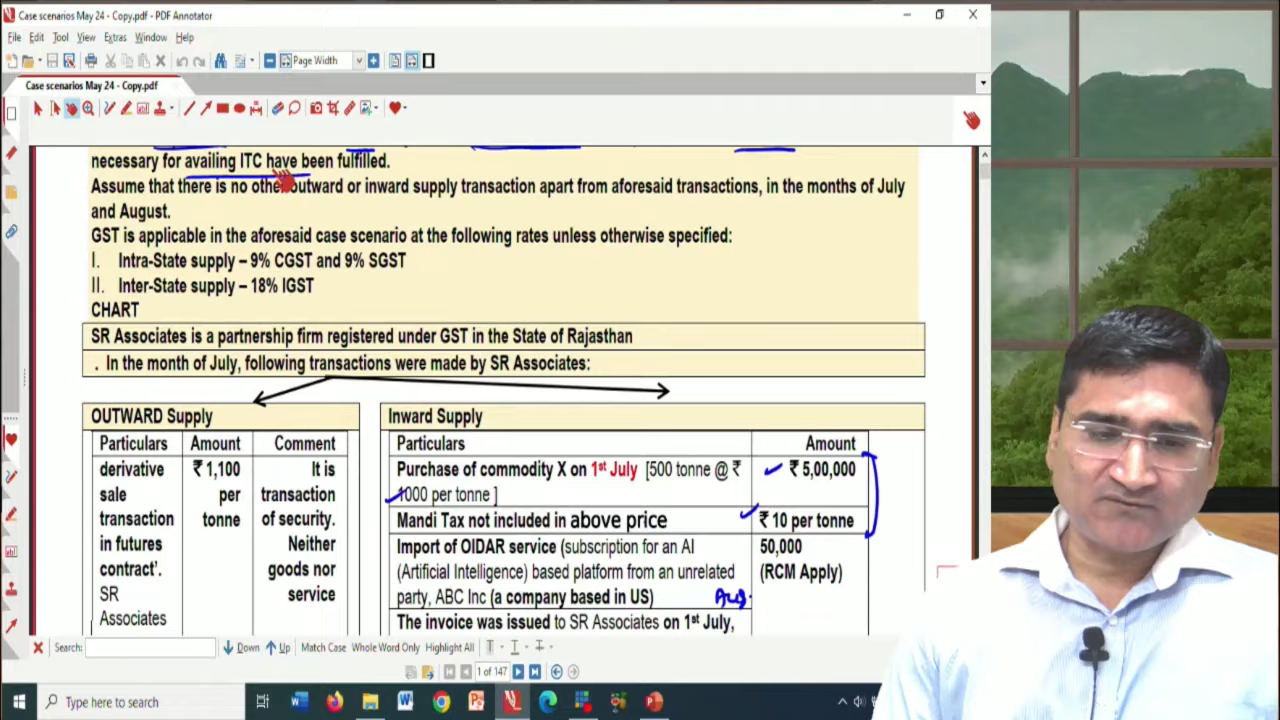 Case scenarios May 24 - Copy.pdf - PDF Annotator
File Edit Tool View Extras Window Help
Page Width
Case scenarios May 24 - Copy.pdf
necessary for availing ITC have been fulfilled.
Assume that there is no other outward or inward supply transaction apart from aforesaid transactions, in the months of July
and August.
GST is applicable in the aforesaid case scenario at the following rates unless otherwise specified:
I. Intra-State supply – 9% CGST and 9% SGST
II. Inter-State supply – 18% IGST
CHART
SR Associates is a partnership firm registered under GST in the State of Rajasthan
. In the month of July, following transactions were made by SR Associates:
OUTWARD Supply
Particulars Amount Comment
derivative ₹ 1,100 It is
sale per transaction
transaction tonne of security.
in futures Neither
contract'. goods nor
SR service
Associates
Inward Supply
Particulars Amount
Purchase of commodity X on 1st July [500 tonne @ ₹ ₹ 5,00,000
1000 per tonne ]
Mandi Tax not included in above price ₹ 10 per tonne
Import of OIDAR service (subscription for an AI 50,000
(Artificial Intelligence) based platform from an unrelated (RCM Apply)
party, ABC Inc (a company based in US) Aug.
The invoice was issued to SR Associates on 1st July,
Search: Down Up Match Case Whole Word Only Highlight All
1 of 147
Type here to search